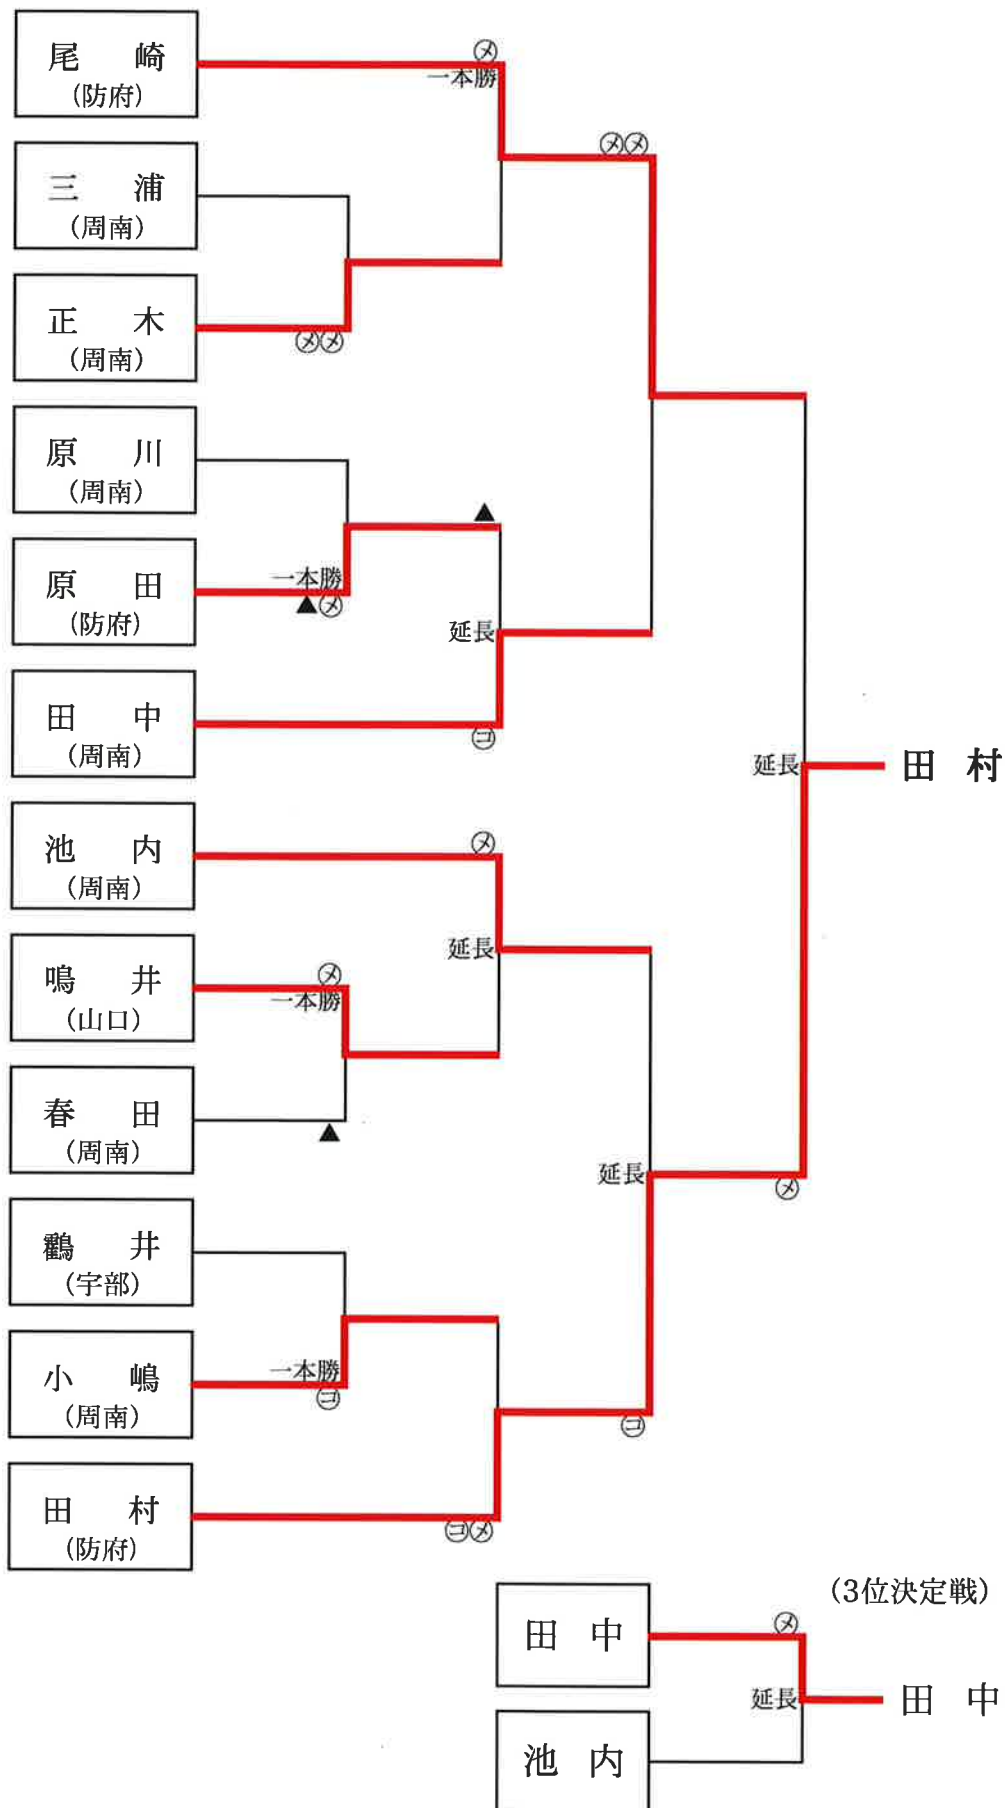 尾崎
(防府)
㋱
一本勝
㋱㋱
三浦
(周南)
正木
(周南)
㋱㋱
原川
(周南)
▲
原田
(防府)
一本勝
▲㋱
延長
田中
(周南)
㋙
延長
田村
池内
(周南)
㋱
延長
鳴井
(山口)
㋱
一本勝
春田
(周南)
▲
延長
㋱
鸖井
(宇部)
小嶋
(周南)
一本勝
㋙
㋙
田村
(防府)
㋙㋱
(3位決定戦)
田中
㋱
延長
田中
池内